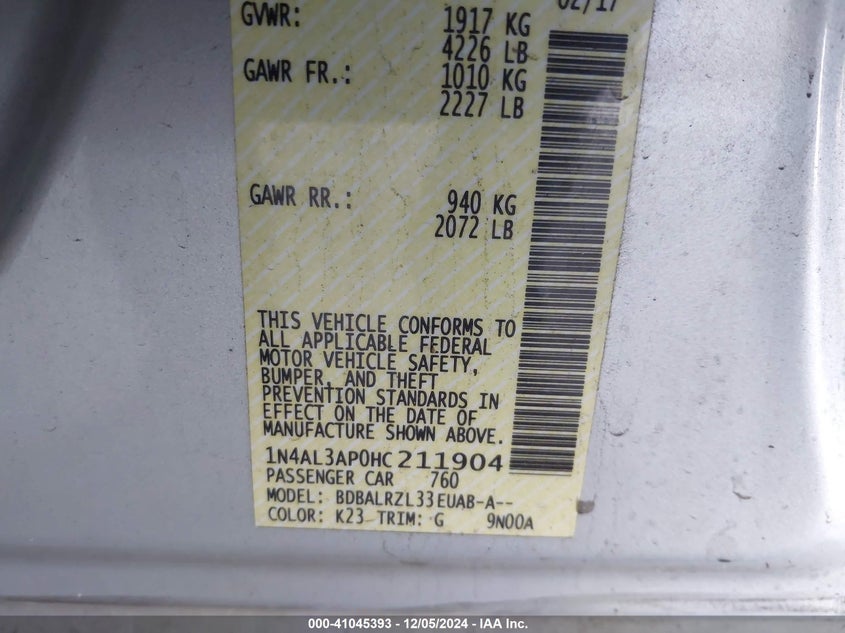 02/17
GVWR: 1917 KG
4226 LB
GAWR FR.: 1010 KG
2227 LB
GAWR RR.: 940 KG
2072 LB
THIS VEHICLE CONFORMS TO
ALL APPLICABLE FEDERAL
MOTOR VEHICLE SAFETY,
BUMPER, AND THEFT
PREVENTION STANDARDS IN
EFFECT ON THE DATE OF
MANUFACTURE SHOWN ABOVE.
1N4AL3AP0HC211904
PASSENGER CAR 760
MODEL: BDBALRZL33EUAB-A--
COLOR: K23 TRIM: G 9N00A
000-41045393 - 12/05/2024 - IAA Inc.